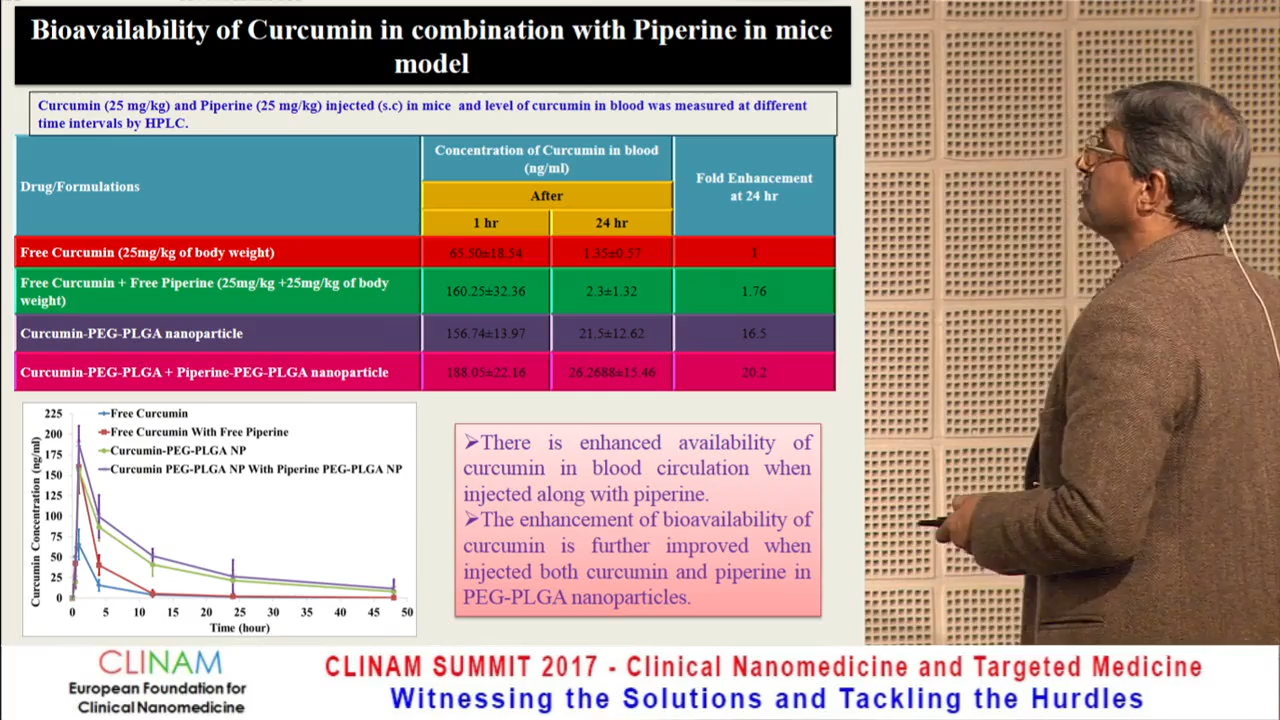 Bioavailability of Curcumin in combination with Piperine in mice
model
Curcumin (25 mg/kg) and Piperine (25 mg/kg) injected (s.c) in mice and level of curcumin in blood was measured at different
time intervals by HPLC.
Drug/Formulations
Concentration of Curcumin in blood
(ng/ml)
After
1 hr
24 hr
Fold Enhancement
at 24 hr
Free Curcumin (25mg/kg of body weight)
65.50±18.54
1.35±0.57
1
Free Curcumin + Free Piperine (25mg/kg +25mg/kg of body
weight)
160.25±32.36
2.3±1.32
1.76
Curcumin-PEG-PLGA nanoparticle
156.74±13.97
21.5±12.62
16.5
Curcumin-PEG-PLGA + Piperine-PEG-PLGA nanoparticle
188.05±22.16
26.2688±15.46
20.2
Curcumin Concentration (ng/ml)
225
200
175
150
125
100
75
50
25
0
Free Curcumin
Free Curcumin With Free Piperine
Curcumin-PEG-PLGA NP
Curcumin PEG-PLGA NP With Piperine PEG-PLGA NP
0 5 10 15 20 25 30 35 40 45 50
Time (hour)
➢There is enhanced availability of
curcumin in blood circulation when
injected along with piperine.
➢The enhancement of bioavailability of
curcumin is further improved when
injected both curcumin and piperine in
PEG-PLGA nanoparticles.
CLINAM
European Foundation for
Clinical Nanomedicine
CLINAM SUMMIT 2017 - Clinical Nanomedicine and Targeted Medicine
Witnessing the Solutions and Tackling the Hurdles